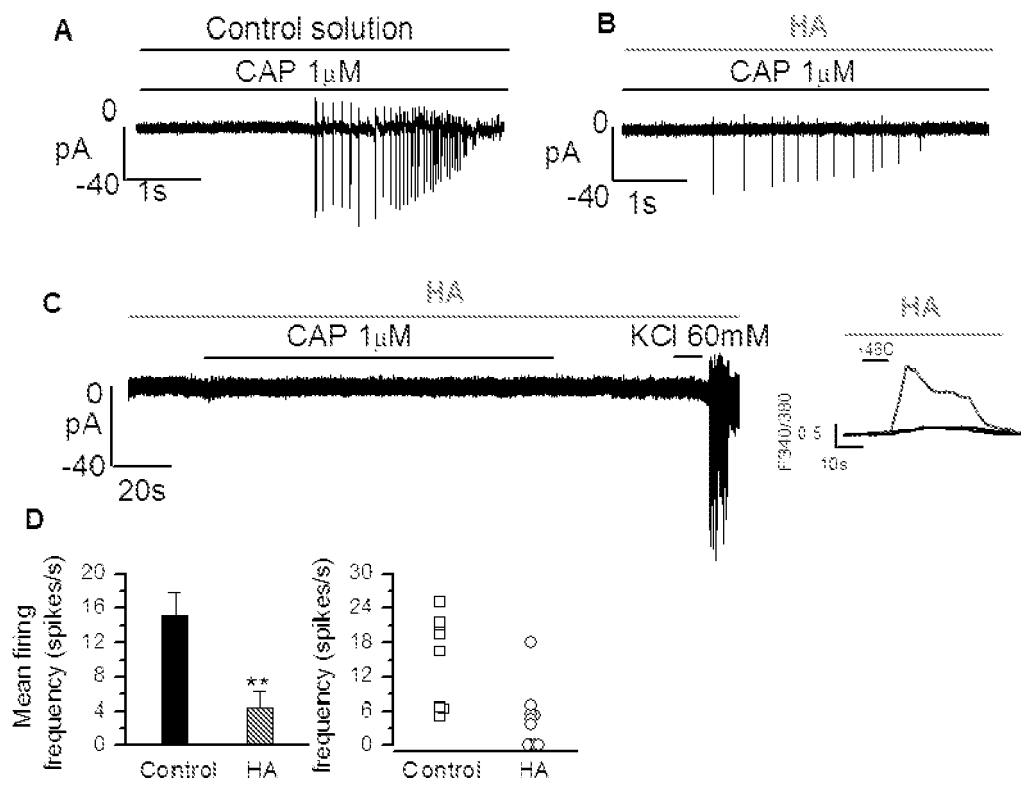 A
Control solution
CAP 1μM
0
pA
-40
1s
B
HA
CAP 1μM
0
pA
-40
1s
C
HA
CAP 1μM
KCl 60mM
0
pA
-40
20s
HA
F340/380
0.5
10s
D
Mean firing
frequency (spikes/s)
20
16
12
8
4
0
**
Control
HA
frequency (spikes/s)
30
24
18
12
6
0
Control
HA